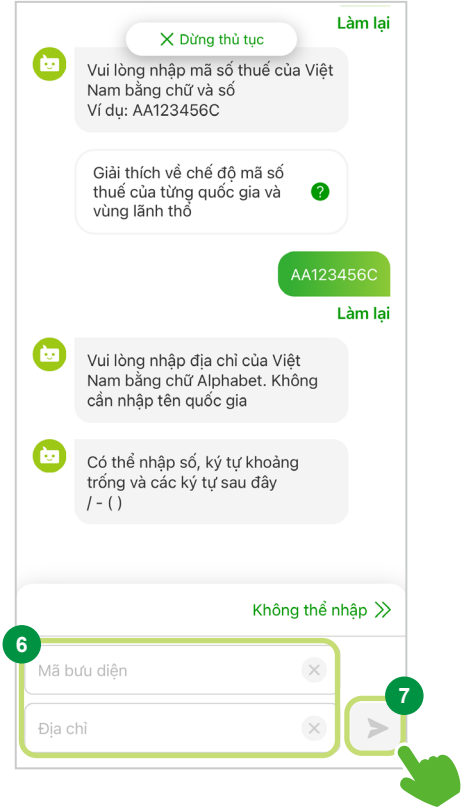 Làm lại
Dừng thủ tục
Vui lòng nhập mã số thuế của Việt
Nam bằng chữ và số
Ví dụ: AA123456C
Giải thích về chế độ mã số
thuế của từng quốc gia và
vùng lãnh thổ
?
AA123456C
Làm lại
Vui lòng nhập địa chỉ của Việt
Nam bằng chữ Alphabet. Không
cần nhập tên quốc gia
Có thể nhập số, ký tự khoảng
trống và các ký tự sau đây
/ - ( )
Không thể nhập
6
Mã bưu diện
7
Địa chỉ